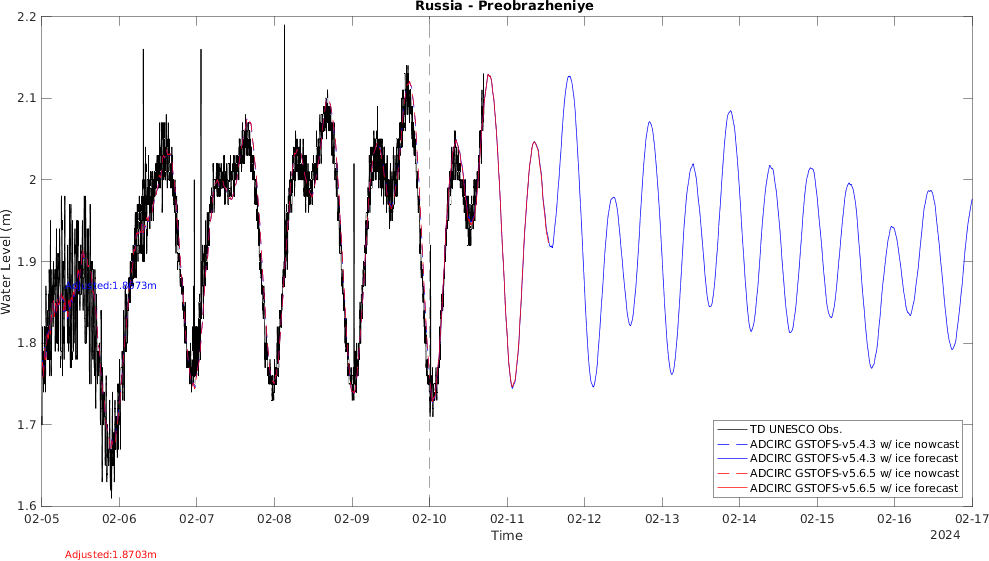 Russia - Preobrazheniye
2.2
2.1
2
1.9
1.8
1.7
1.6
Water Level (m)
Adjusted:1.8973m
TD UNESCO Obs.
ADCIRC GSTOFS-v5.4.3 w/ ice nowcast
ADCIRC GSTOFS-v5.4.3 w/ ice forecast
ADCIRC GSTOFS-v5.6.5 w/ ice nowcast
ADCIRC GSTOFS-v5.6.5 w/ ice forecast
02-05 02-06 02-07 02-08 02-09 02-10 02-11 02-12 02-13 02-14 02-15 02-16 02-17
Time
2024
Adjusted:1.8703m